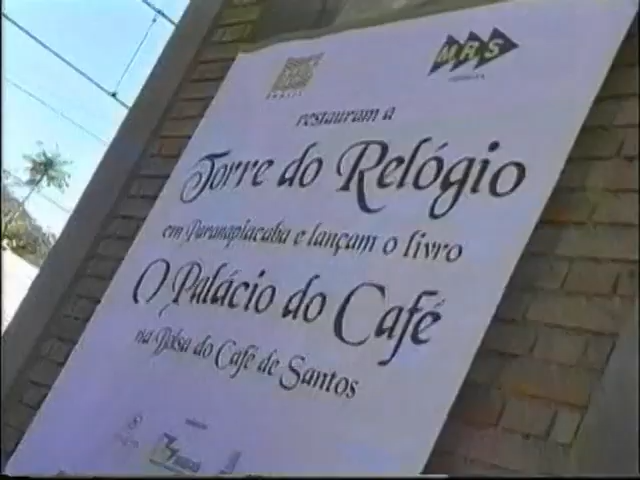 MRS
restauram a
Torre do Relógio
em Paranapiacaba e lançam o livro
O Palácio do Café
na Bolsa do Café de Santos